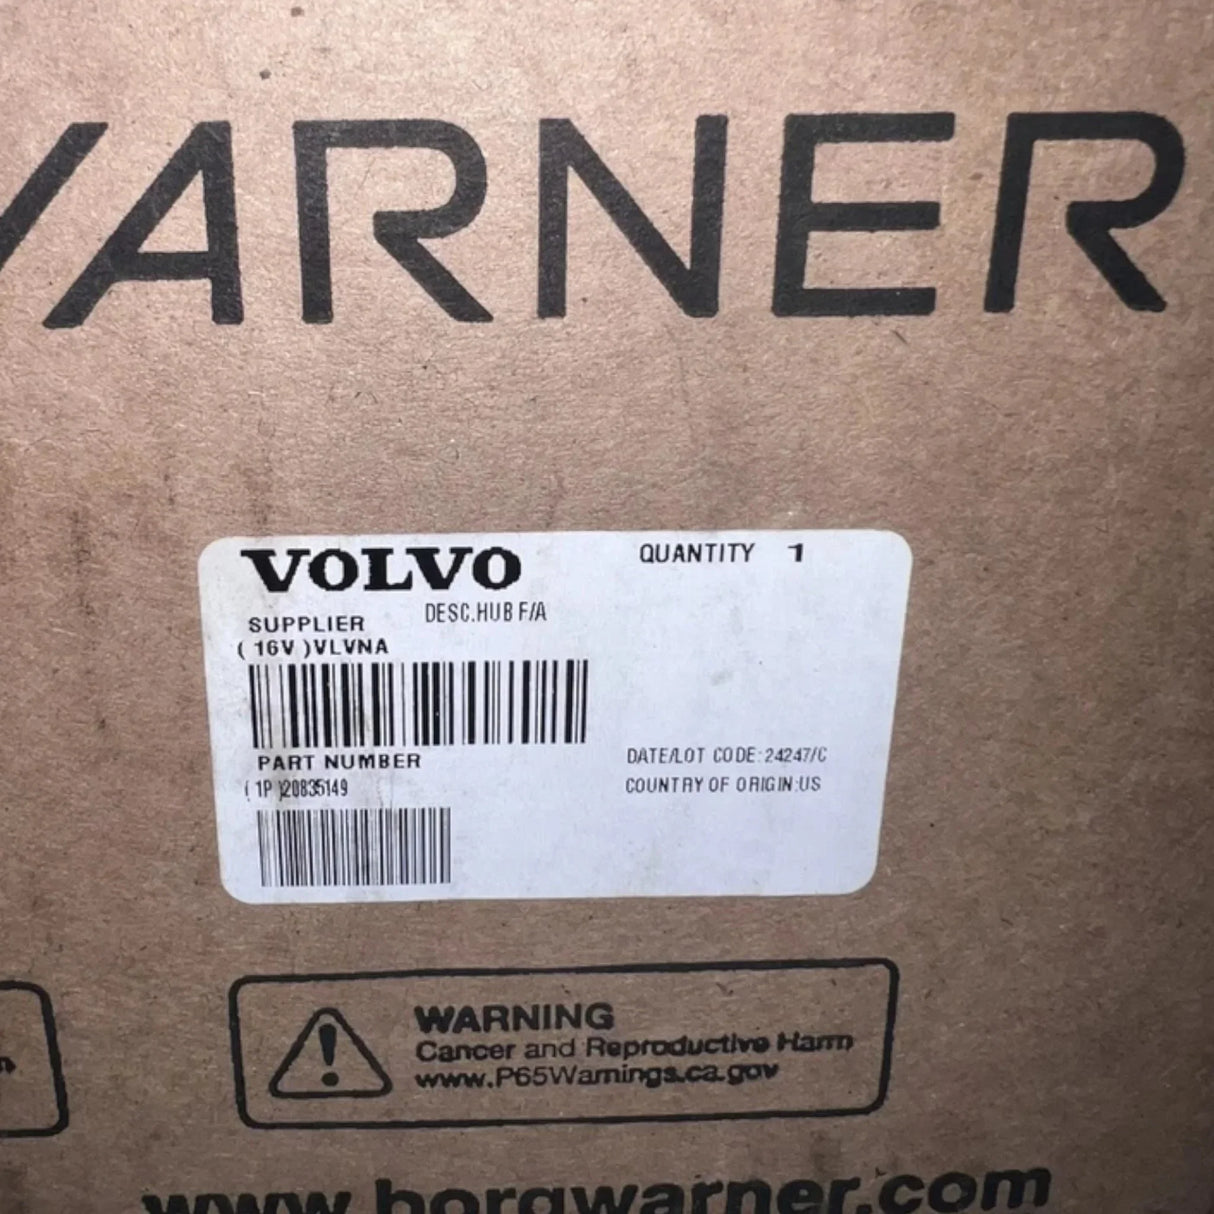 WARNER
VOLVO
QUANTITY 1
DESC.HUB F/A
SUPPLIER
( 16V )VLVNA
PART NUMBER
DATE/LOT CODE:24247/C
( 1P )20835149
COUNTRY OF ORIGIN:US
WARNING
Cancer and Reproductive Harm
www.P65Warnings.ca.gov
www.borgwarner.com